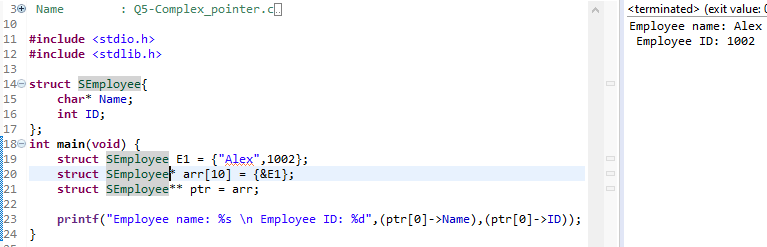 3 Name : Q5-Complex_pointer.c
10
11 #include <stdio.h>
12 #include <stdlib.h>
13
14 struct SEmployee{
15 char* Name;
16 int ID;
17 };
18 int main(void) {
19 struct SEmployee E1 = {"Alex",1002};
20 struct SEmployee* arr[10] = {&E1};
21 struct SEmployee** ptr = arr;
22
23 printf("Employee name: %s \n Employee ID: %d",(ptr[0]->Name),(ptr[0]->ID));
24 }
<terminated> (exit value: 
Employee name: Alex
Employee ID: 1002